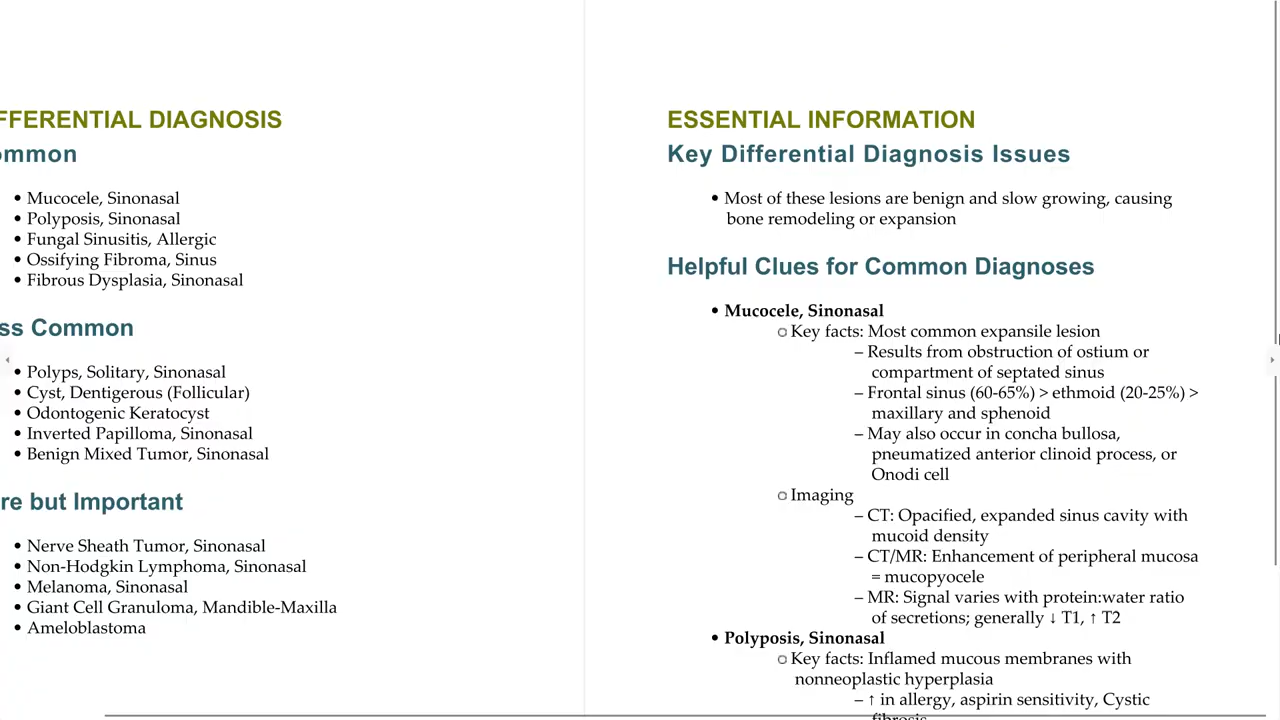 FFERENTIAL DIAGNOSIS
ommon
• Mucocele, Sinonasal
• Polyposis, Sinonasal
• Fungal Sinusitis, Allergic
• Ossifying Fibroma, Sinus
• Fibrous Dysplasia, Sinonasal
ss Common
• Polyps, Solitary, Sinonasal
• Cyst, Dentigerous (Follicular)
• Odontogenic Keratocyst
• Inverted Papilloma, Sinonasal
• Benign Mixed Tumor, Sinonasal
re but Important
• Nerve Sheath Tumor, Sinonasal
• Non-Hodgkin Lymphoma, Sinonasal
• Melanoma, Sinonasal
• Giant Cell Granuloma, Mandible-Maxilla
• Ameloblastoma
ESSENTIAL INFORMATION
Key Differential Diagnosis Issues
• Most of these lesions are benign and slow growing, causing
bone remodeling or expansion
Helpful Clues for Common Diagnoses
• Mucocele, Sinonasal
○ Key facts: Most common expansile lesion
– Results from obstruction of ostium or
compartment of septated sinus
– Frontal sinus (60-65%) > ethmoid (20-25%) >
maxillary and sphenoid
– May also occur in concha bullosa,
pneumatized anterior clinoid process, or
Onodi cell
○ Imaging
– CT: Opacified, expanded sinus cavity with
mucoid density
– CT/MR: Enhancement of peripheral mucosa
= mucopyocele
– MR: Signal varies with protein:water ratio
of secretions; generally ↓ T1, ↑ T2
• Polyposis, Sinonasal
○ Key facts: Inflamed mucous membranes with
nonneoplastic hyperplasia
– ↑ in allergy, aspirin sensitivity, Cystic
fibrosis